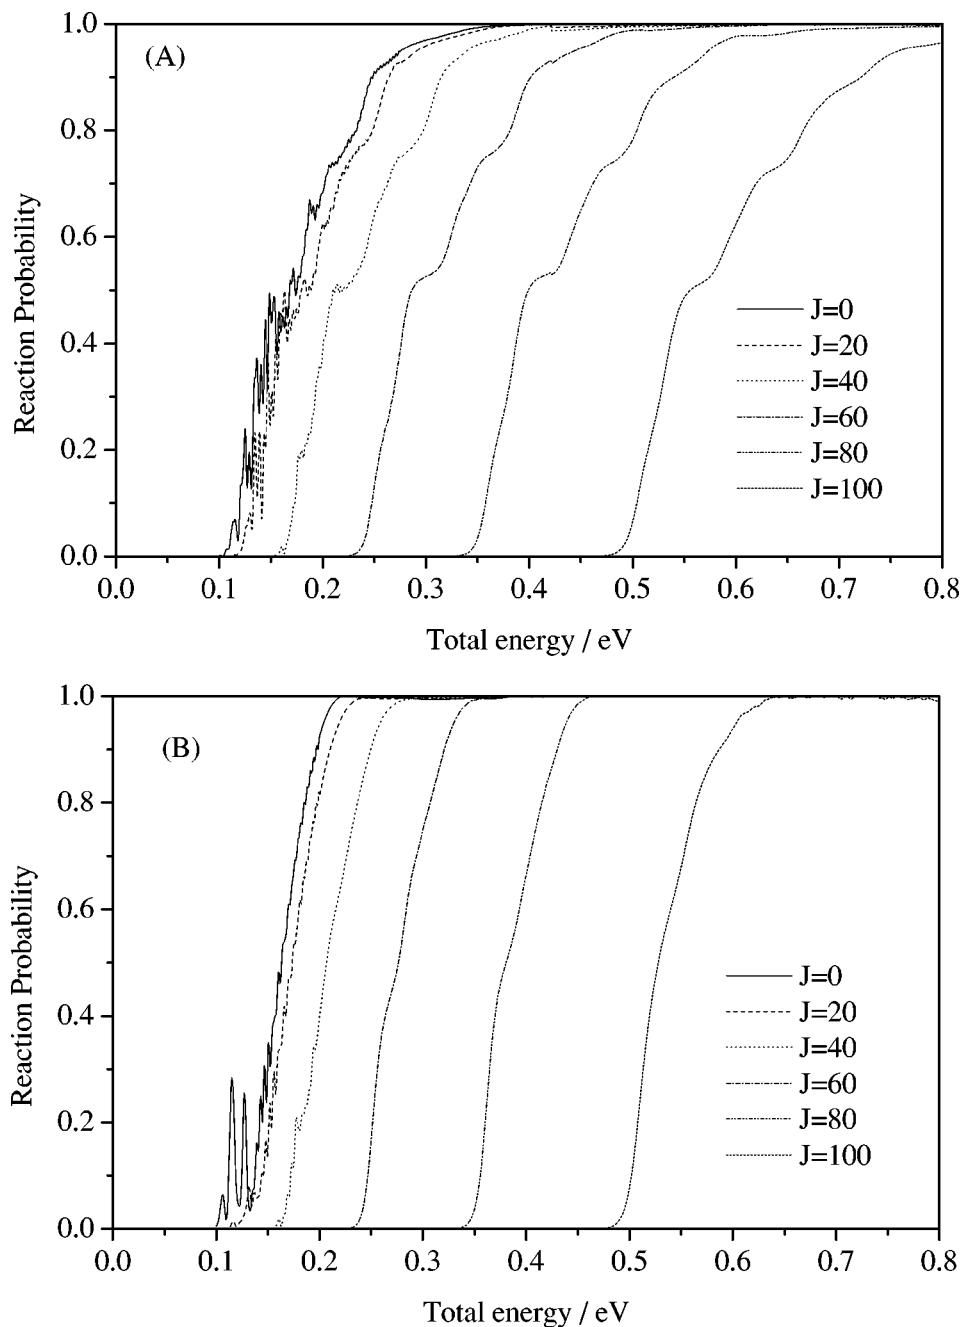 (A)
Reaction Probability
1.0
0.8
0.6
0.4
0.2
0.0
J=0
J=20
J=40
J=60
J=80
J=100
0.0 0.1 0.2 0.3 0.4 0.5 0.6 0.7 0.8
Total energy / eV
(B)
Reaction Probability
1.0
0.8
0.6
0.4
0.2
0.0
J=0
J=20
J=40
J=60
J=80
J=100
0.0 0.1 0.2 0.3 0.4 0.5 0.6 0.7 0.8
Total energy / eV